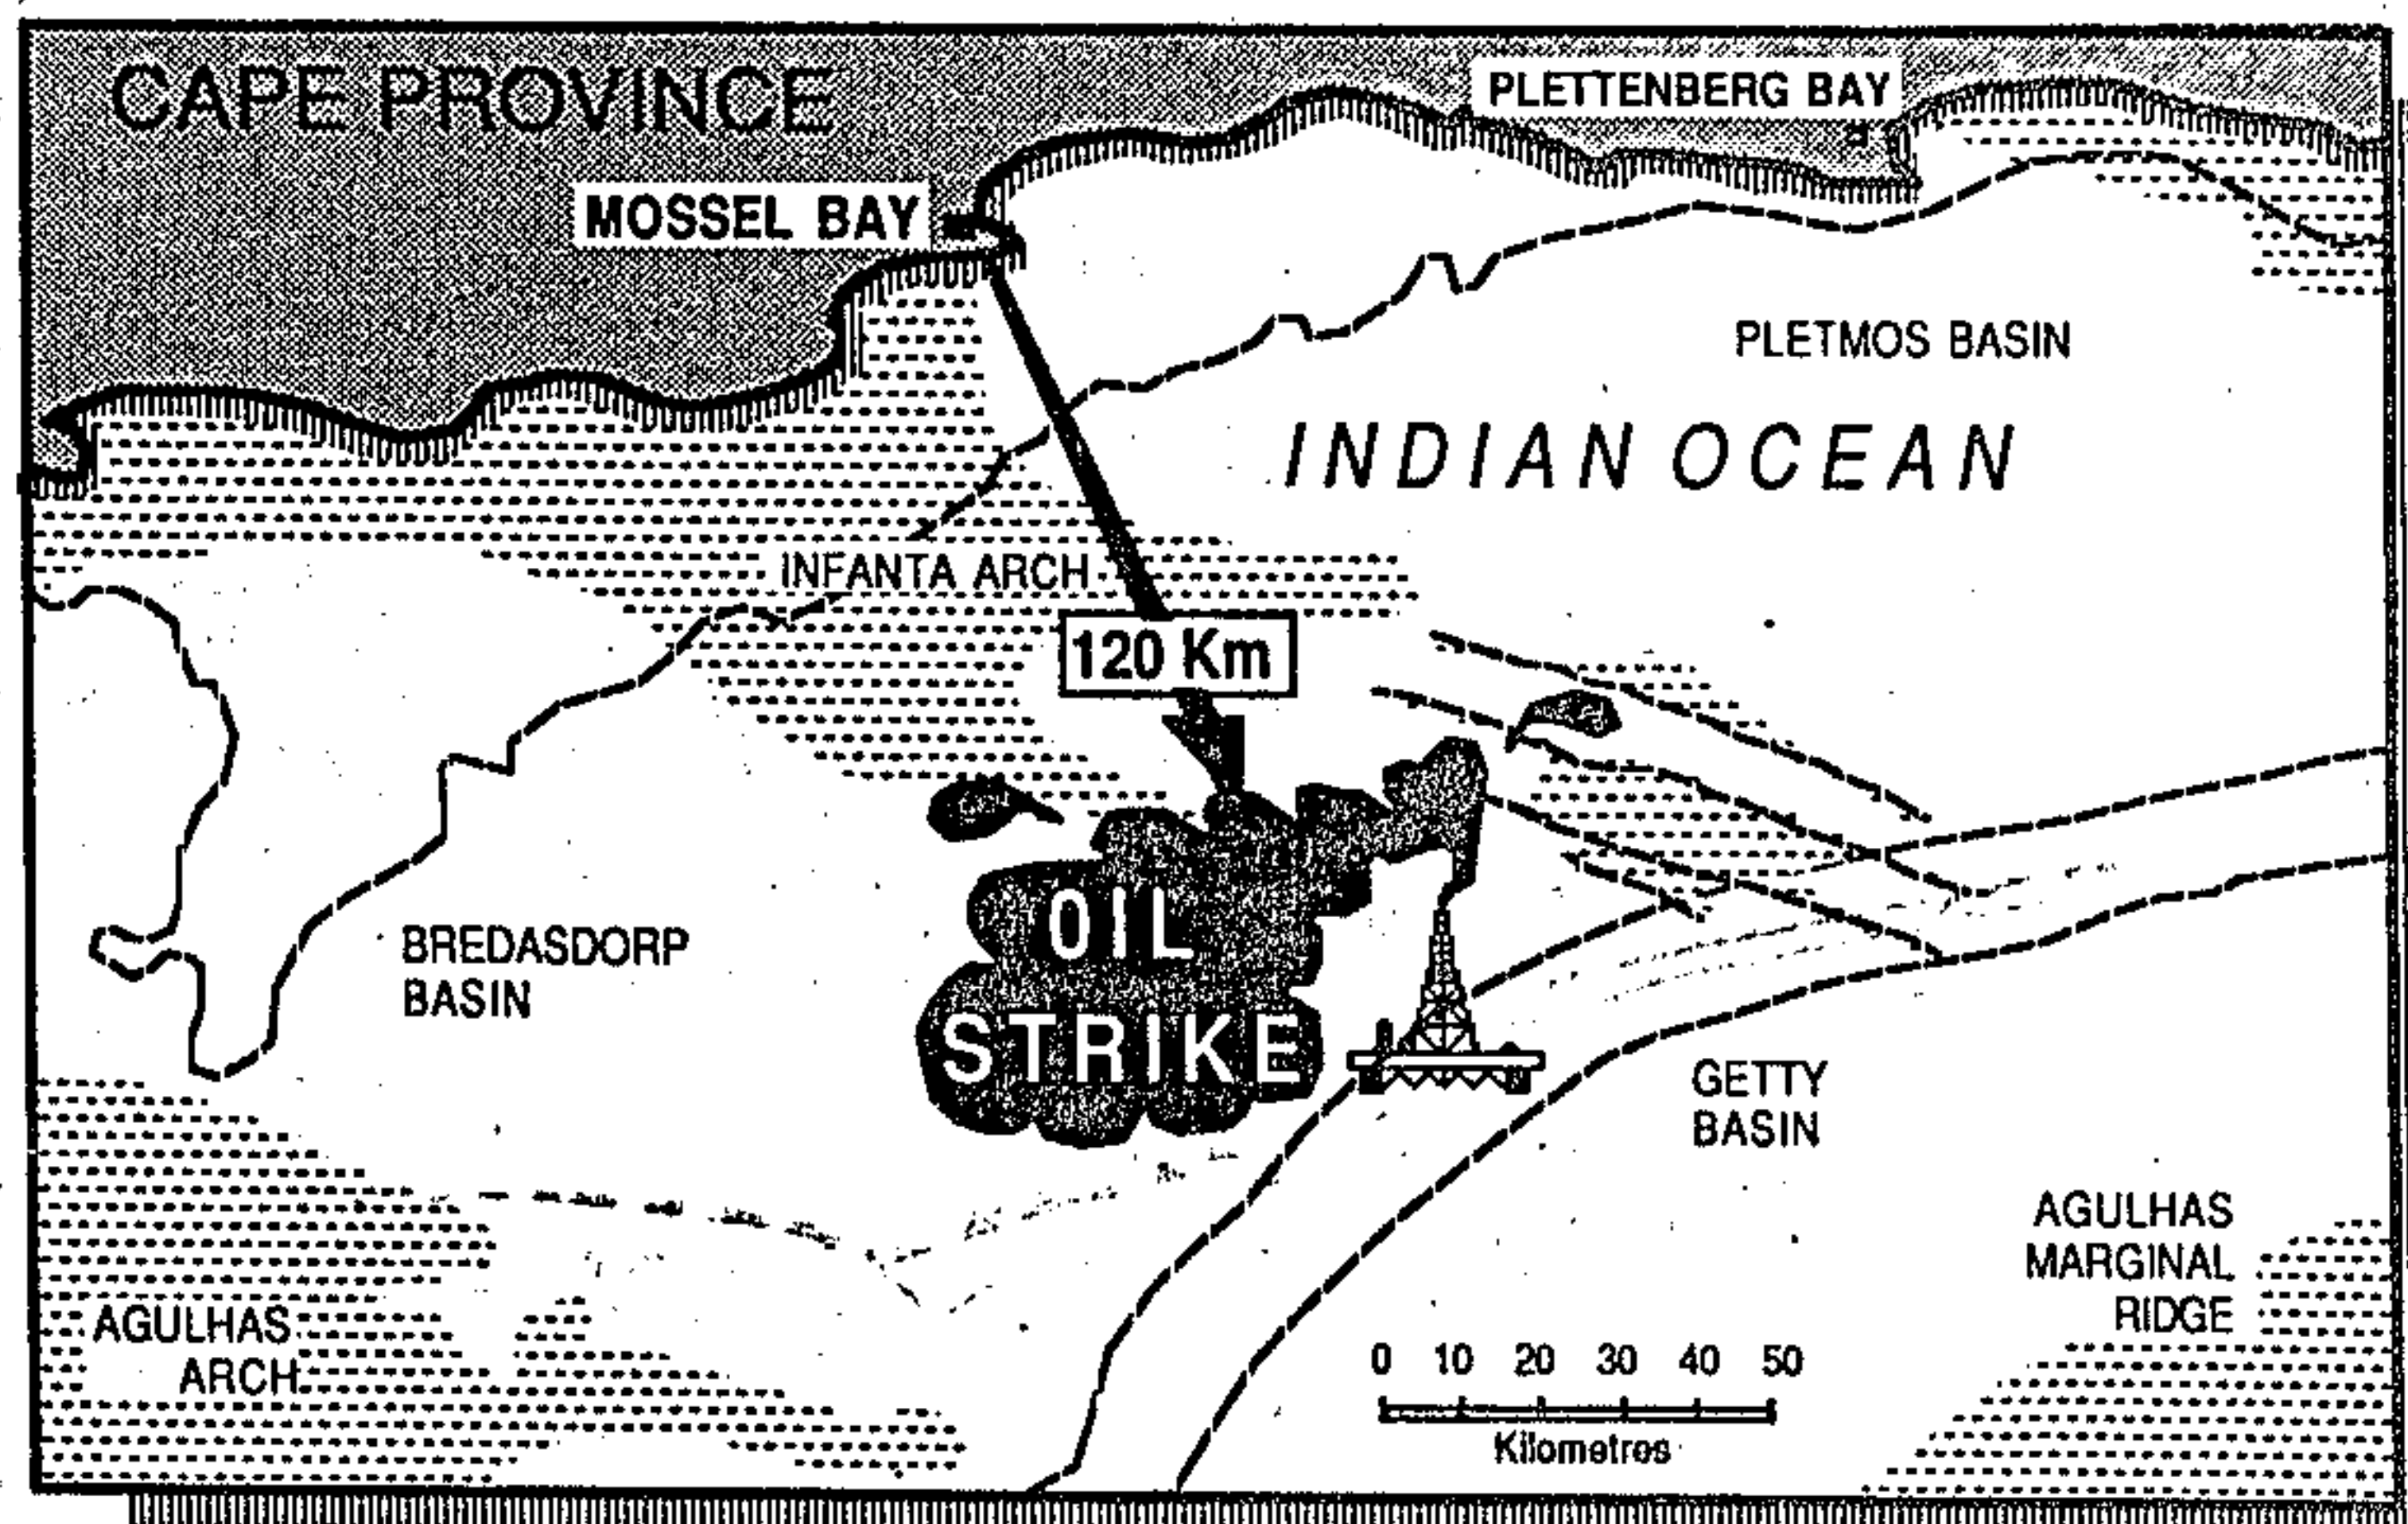 CAPE PROVINCE
PLETTENBERG BAY
MOSSEL BAY
PLETMOS BASIN
INDIAN OCEAN
INFANTA ARCH
120 Km
OIL
STRIKE
BREDASDORP
BASIN
GETTY
BASIN
AGULHAS
MARGINAL
RIDGE
AGULHAS
ARCH
0 10 20 30 40 50
Kilometres